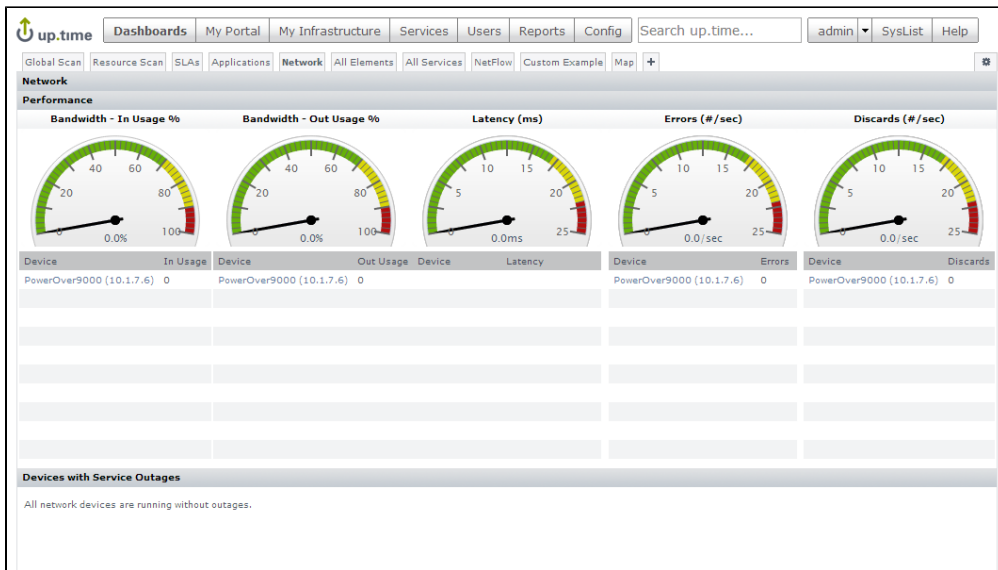 up.time Dashboards My Portal My Infrastructure Services Users Reports Config Search up.time... admin SysList Help
Global Scan Resource Scan SLAs Applications Network All Elements All Services NetFlow Custom Example Map +
Network
Performance
Bandwidth - In Usage % Bandwidth - Out Usage % Latency (ms) Errors (#/sec) Discards (#/sec)
0 20 40 60 80 100 0.0%
0 20 40 60 80 100 0.0%
0 5 10 15 20 25 0.0ms
0 5 10 15 20 25 0.0/sec
0 5 10 15 20 25 0.0/sec
Device In Usage Device Out Usage Device Latency Device Errors Device Discards
PowerOver9000 (10.1.7.6) 0 PowerOver9000 (10.1.7.6) 0 PowerOver9000 (10.1.7.6) 0 PowerOver9000 (10.1.7.6) 0
Devices with Service Outages
All network devices are running without outages.